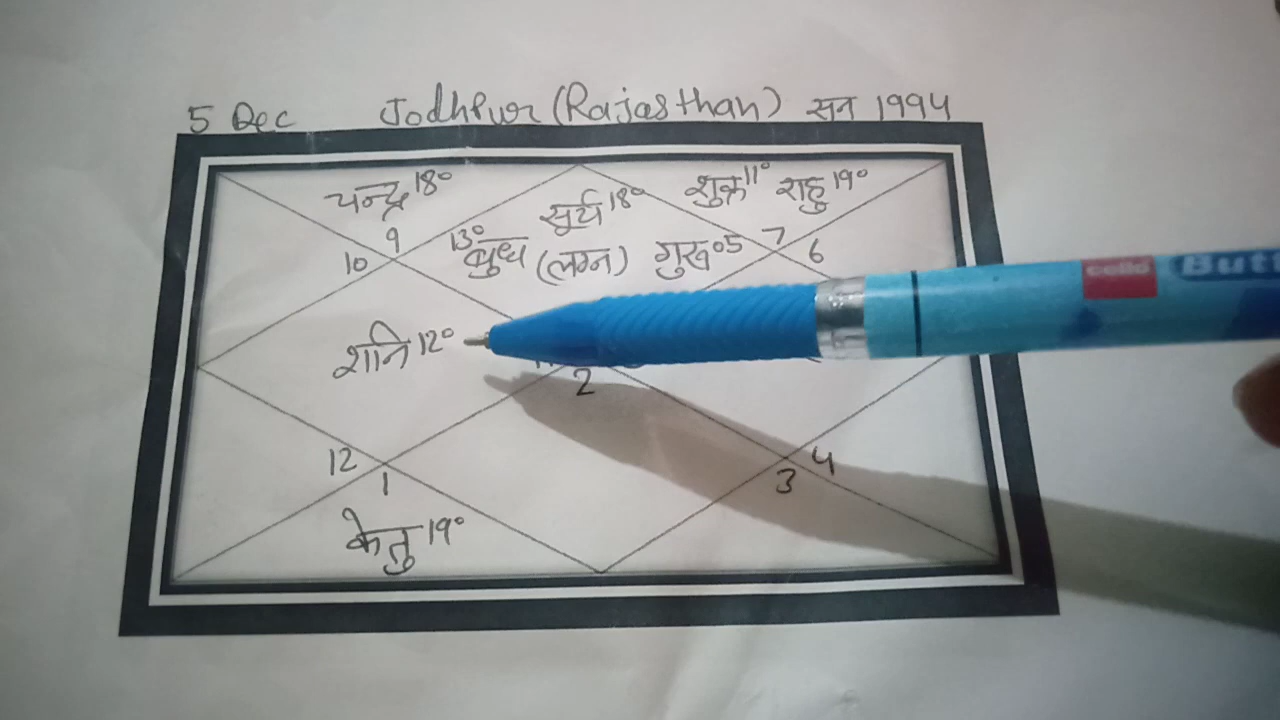 5 Dec Jodhpur (Rajasthan) सन 1994
चन्द्र 18° सूर्य 18° शुक्र 11° राहु 19°
9 13° बुध (लग्न) गुरु 05° 7
10 6
cello Butt
शनि 12°
2
12 4
1 3
केतु 19°